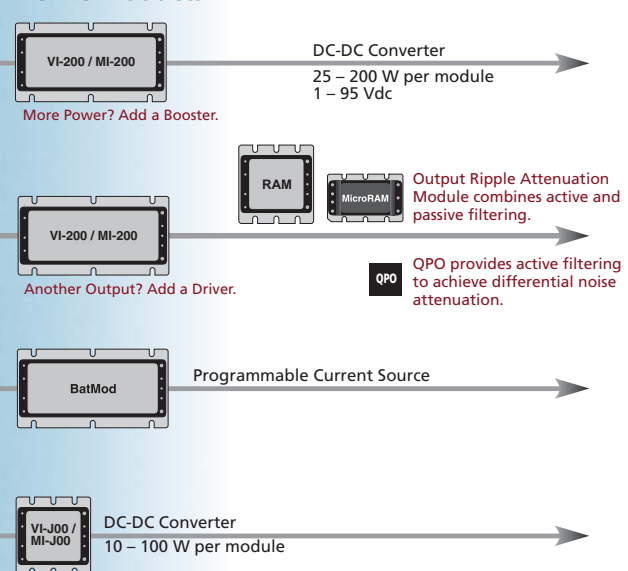 VI-200 / MI-200
DC-DC Converter
25 – 200 W per module
1 – 95 Vdc
More Power? Add a Booster.
RAM
MicroRAM
Output Ripple Attenuation
Module combines active and
passive filtering.
VI-200 / MI-200
Another Output? Add a Driver.
QPO
QPO provides active filtering
to achieve differential noise
attenuation.
BatMod
Programmable Current Source
VI-J00 /
MI-J00
DC-DC Converter
10 – 100 W per module